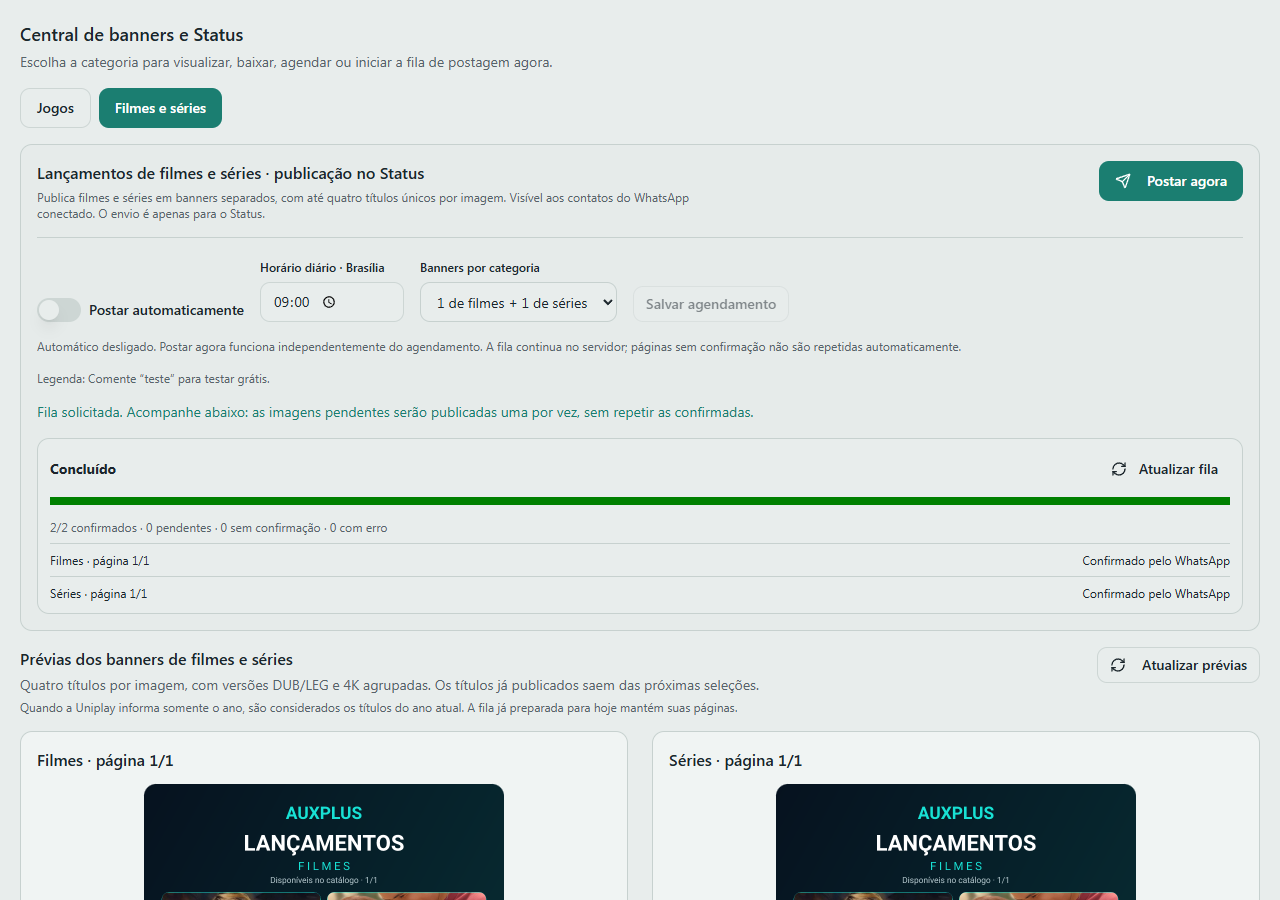 Central de banners e Status
Escolha a categoria para visualizar, baixar, agendar ou iniciar a fila de postagem agora.
Jogos
Filmes e séries
Lançamentos de filmes e séries · publicação no Status
Postar agora
Publica filmes e séries em banners separados, com até quatro títulos únicos por imagem. Visível aos contatos do WhatsApp
conectado. O envio é apenas para o Status.
Horário diário · Brasília
Banners por categoria
Postar automaticamente
09:00
1 de filmes + 1 de séries
Salvar agendamento
Automático desligado. Postar agora funciona independentemente do agendamento. A fila continua no servidor; páginas sem confirmação não são repetidas automaticamente.
Legenda: Comente “teste” para testar grátis.
Fila solicitada. Acompanhe abaixo: as imagens pendentes serão publicadas uma por vez, sem repetir as confirmadas.
Concluído
Atualizar fila
2/2 confirmados · 0 pendentes · 0 sem confirmação · 0 com erro
Filmes · página 1/1
Confirmado pelo WhatsApp
Séries · página 1/1
Confirmado pelo WhatsApp
Prévias dos banners de filmes e séries
Atualizar prévias
Quatro títulos por imagem, com versões DUB/LEG e 4K agrupadas. Os títulos já publicados saem das próximas seleções.
Quando a Uniplay informa somente o ano, são considerados os títulos do ano atual. A fila já preparada para hoje mantém suas páginas.
Filmes · página 1/1
AUXPLUS
LANÇAMENTOS
FILMES
Disponíveis no catálogo · 1/1
Séries · página 1/1
AUXPLUS
LANÇAMENTOS
FILMES
Disponíveis no catálogo · 1/1